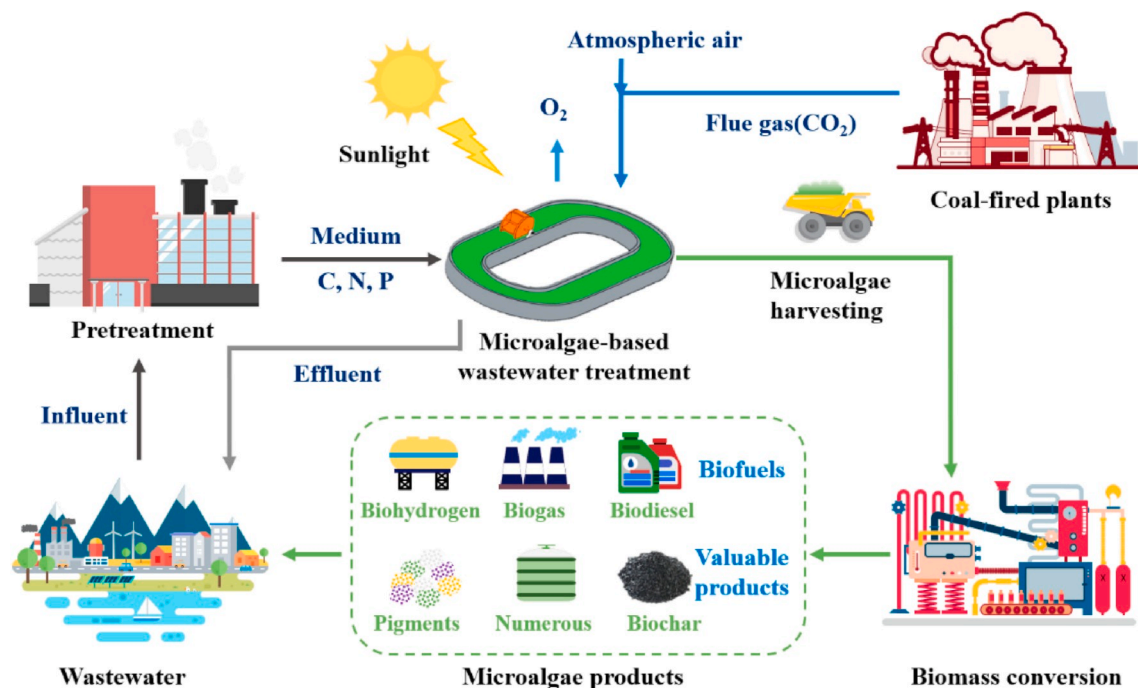 Atmospheric air
O₂
Flue gas(CO₂)
Sunlight
Coal-fired plants
Medium
C, N, P
Microalgae
harvesting
Pretreatment
Microalgae-based
wastewater treatment
Effluent
Influent
Biofuels
Biohydrogen
Biogas
Biodiesel
Valuable
products
Pigments
Numerous
Biochar
Wastewater
Microalgae products
Biomass conversion